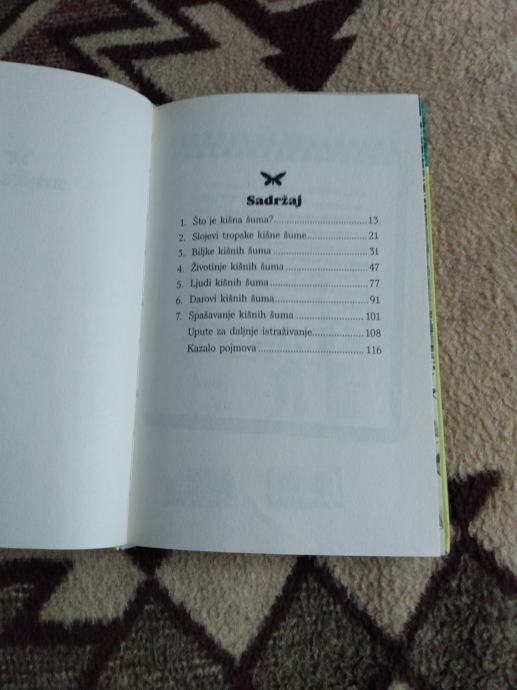 Sadržaj
1. Što je kišna šuma?............................13
2. Slojevi tropske kišne šume..................21
3. Biljke kišnih šuma................................31
4. Životinje kišnih šuma...........................47
5. Ljudi kišnih šuma.................................77
6. Darovi kišnih šuma...............................91
7. Spašavanje kišnih šuma......................101
Upute za daljnje istraživanje..................108
Kazalo pojmova....................................116